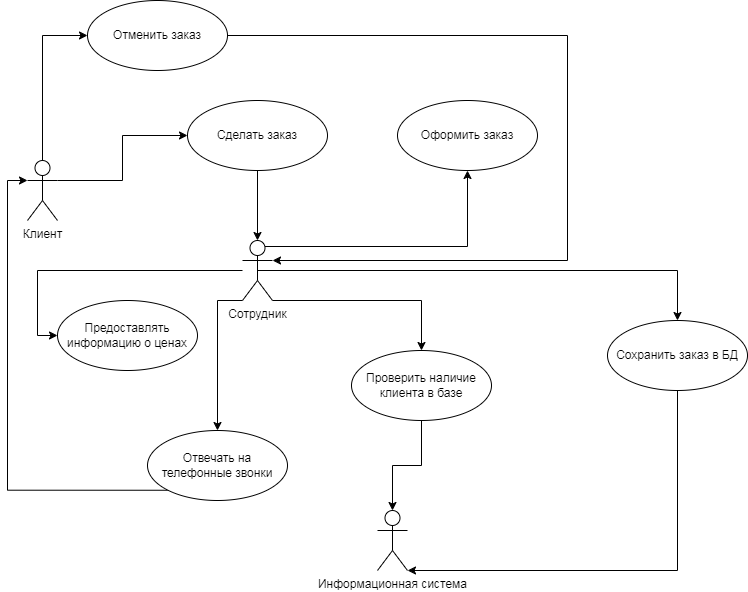 Отменить заказ
Сделать заказ
Оформить заказ
Клиент
Сотрудник
Предоставлять
информацию о ценах
Сохранить заказ в БД
Проверить наличие
клиента в базе
Отвечать на
телефонные звонки
Информационная система